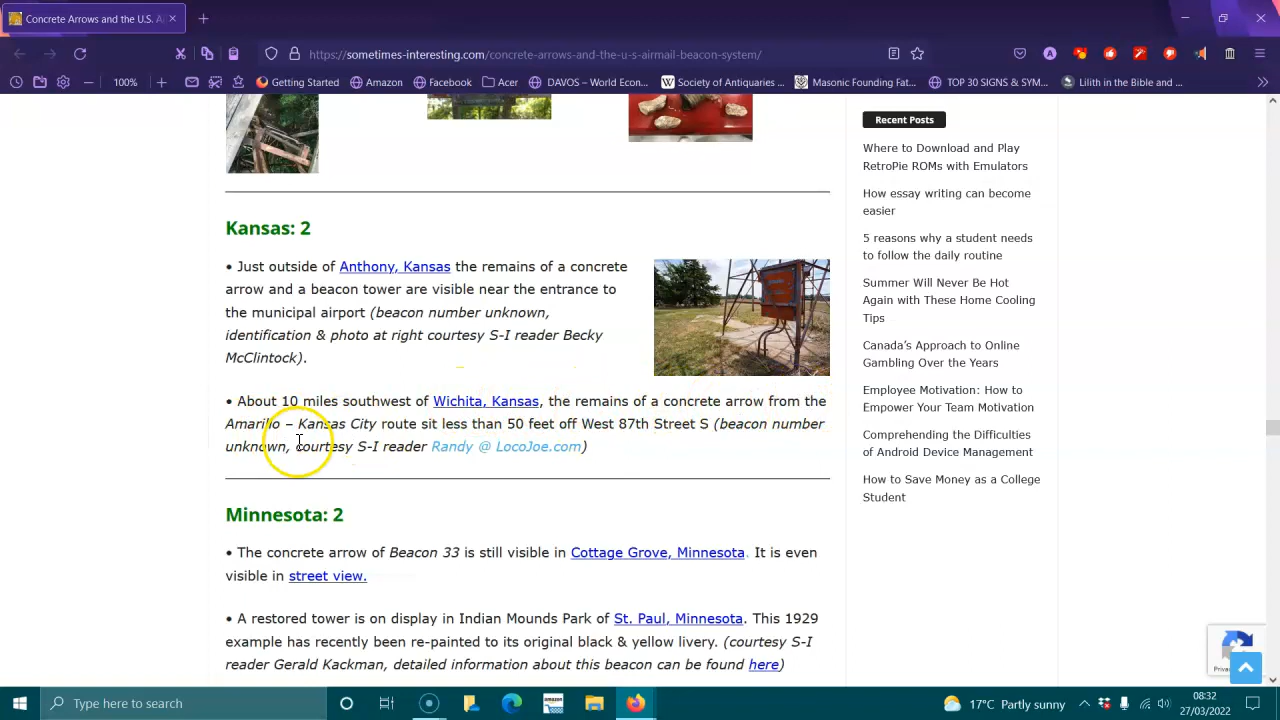 Concrete Arrows and the U.S. A
https://sometimes-interesting.com/concrete-arrows-and-the-u-s-airmail-beacon-system/
100%
Getting Started
Amazon
Facebook
Acer
DAVOS – World Econ...
Society of Antiquaries ...
Masonic Founding Fat...
TOP 30 SIGNS & SYM...
Lilith in the Bible and ...
Kansas: 2
• Just outside of Anthony, Kansas the remains of a concrete
arrow and a beacon tower are visible near the entrance to
the municipal airport (beacon number unknown,
identification & photo at right courtesy S-I reader Becky
McClintock).
• About 10 miles southwest of Wichita, Kansas, the remains of a concrete arrow from the
Amarillo – Kansas City route sit less than 50 feet off West 87th Street S (beacon number
unknown, courtesy S-I reader Randy @ LocoJoe.com)
Minnesota: 2
• The concrete arrow of Beacon 33 is still visible in Cottage Grove, Minnesota. It is even
visible in street view.
• A restored tower is on display in Indian Mounds Park of St. Paul, Minnesota. This 1929
example has recently been re-painted to its original black & yellow livery. (courtesy S-I
reader Gerald Kackman, detailed information about this beacon can be found here)
Recent Posts
Where to Download and Play
RetroPie ROMs with Emulators
How essay writing can become
easier
5 reasons why a student needs
to follow the daily routine
Summer Will Never Be Hot
Again with These Home Cooling
Tips
Canada's Approach to Online
Gambling Over the Years
Employee Motivation: How to
Empower Your Team Motivation
Comprehending the Difficulties
of Android Device Management
How to Save Money as a College
Student
Privac
Type here to search
17°C Partly sunny
08:32
27/03/2022